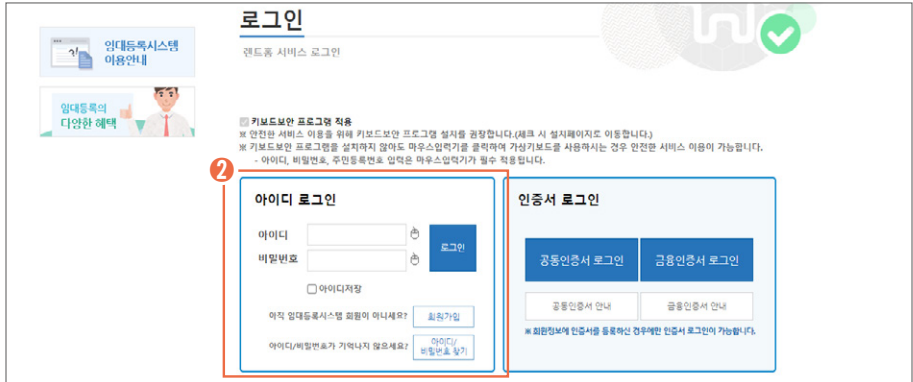 임대등록시스템
이용안내
임대등록의
다양한 혜택
로그인
렌트홈 서비스 로그인
키보드보안 프로그램 적용
※ 안전한 서비스 이용을 위해 키보드보안 프로그램 설치를 권장합니다.(체크 시 설치페이지로 이동합니다.)
※ 키보드보안 프로그램을 설치하지 않아도 마우스입력기를 클릭하여 가상키보드를 사용하시는 경우 안전한 서비스 이용이 가능합니다.
- 아이디, 비밀번호, 주민등록번호 입력은 마우스입력기가 필수 적용됩니다.
2
아이디 로그인
아이디
비밀번호
로그인
아이디저장
아직 임대등록시스템 회원이 아니세요?
회원가입
아이디/비밀번호가 기억나지 않으세요?
아이디/
비밀번호 찾기
인증서 로그인
공동인증서 로그인
금융인증서 로그인
공동인증서 안내
금융인증서 안내
※ 회원정보에 인증서를 등록하신 경우에만 인증서 로그인이 가능합니다.